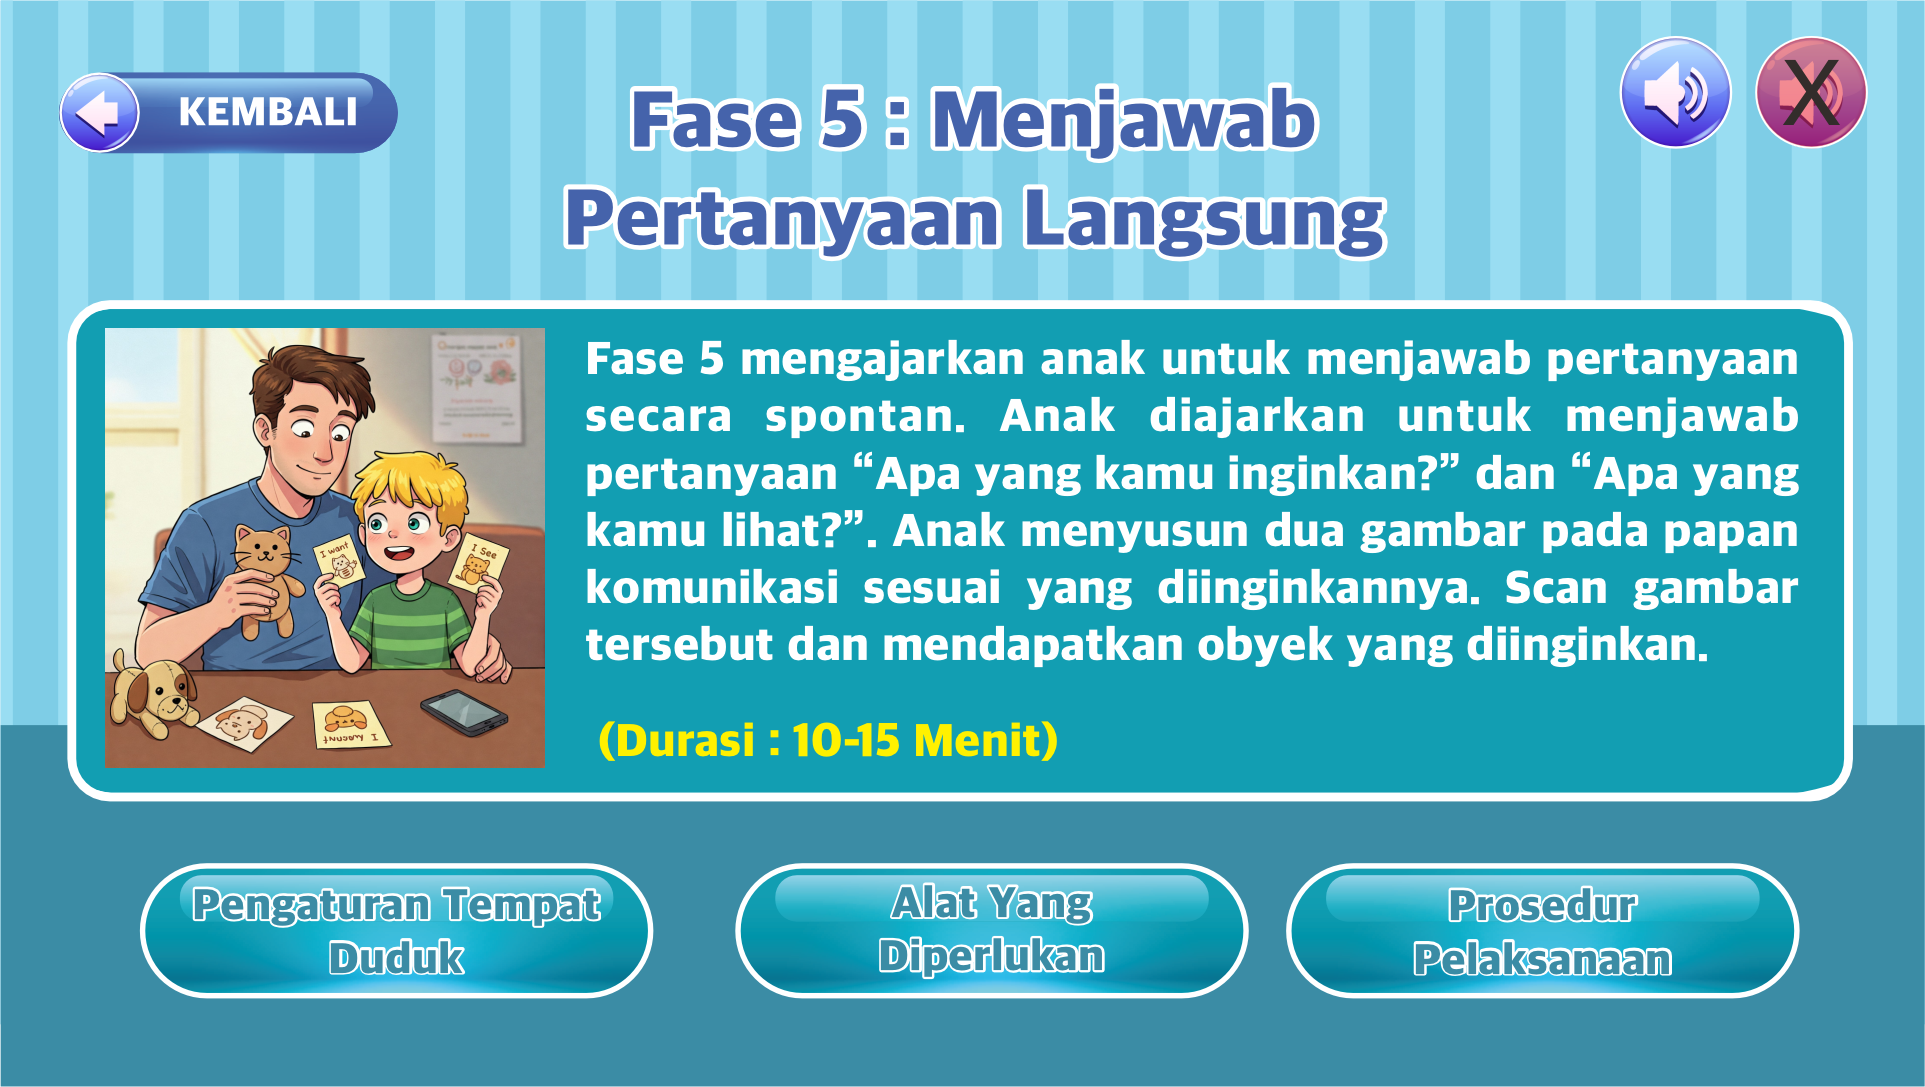 KEMBALI
Fase 5 : Menjawab
Pertanyaan Langsung
X
Fase 5 mengajarkan anak untuk menjawab pertanyaan
secara spontan. Anak diajarkan untuk menjawab
pertanyaan “Apa yang kamu inginkan?” dan “Apa yang
kamu lihat?”. Anak menyusun dua gambar pada papan
komunikasi sesuai yang diinginkannya. Scan gambar
tersebut dan mendapatkan obyek yang diinginkan.
(Durasi : 10-15 Menit)
I want
I See
Pengaturan Tempat
Duduk
Alat Yang
Diperlukan
Prosedur
Pelaksanaan